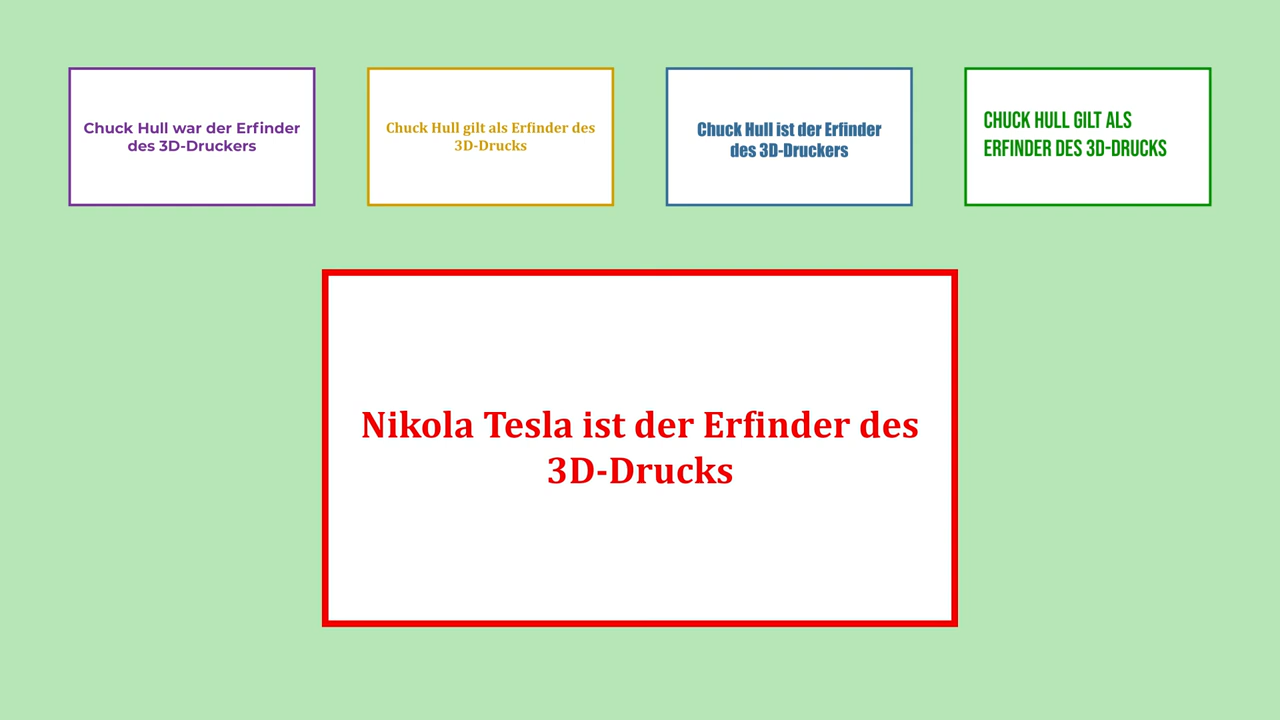 Chuck Hull war der Erfinder
des 3D-Druckers
Chuck Hull gilt als Erfinder des
3D-Drucks
Chuck Hull ist der Erfinder
des 3D-Druckers
CHUCK HULL GILT ALS
ERFINDER DES 3D-DRUCKS
Nikola Tesla ist der Erfinder des
3D-Drucks